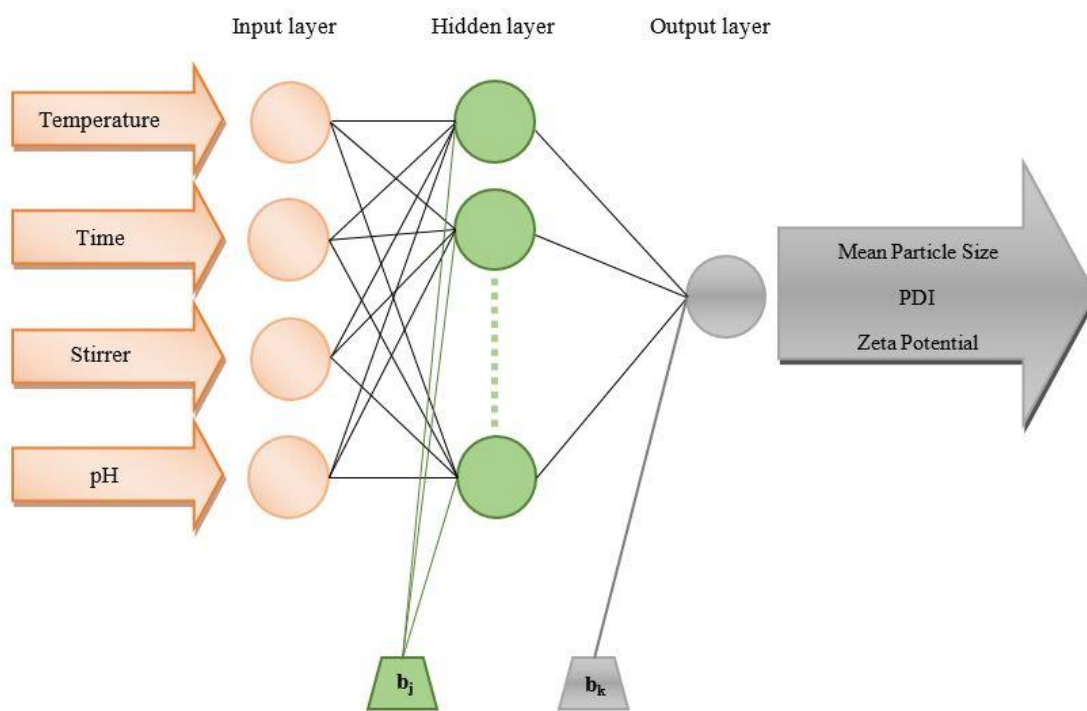 Input layer
Hidden layer
Output layer
Temperature
Time
Stirrer
pH
Mean Particle Size
PDI
Zeta Potential
bj
bk